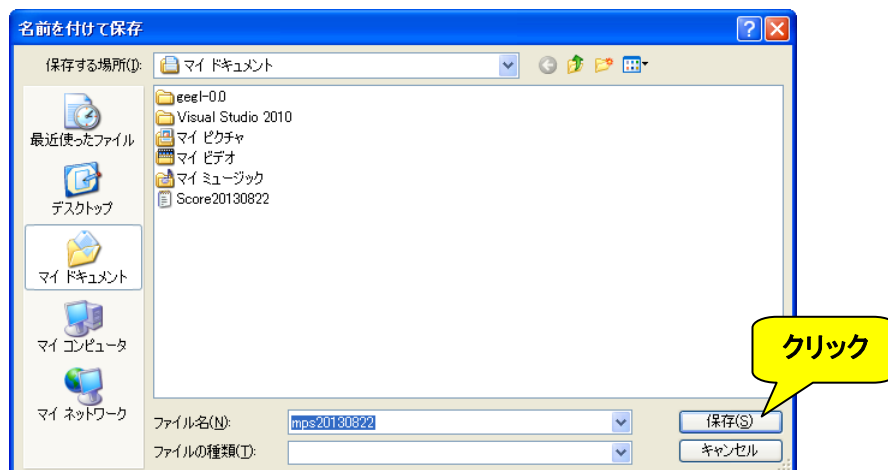 名前を付けて保存
保存する場所(I):
マイ ドキュメント
最近使ったファイル
デスクトップ
マイ ドキュメント
マイ コンピュータ
マイ ネットワーク
gegl-0.0
Visual Studio 2010
マイ ピクチャ
マイ ビデオ
マイ ミュージック
Score20130822
クリック
ファイル名(N):
mps20130822
保存(S)
ファイルの種類(T):
キャンセル